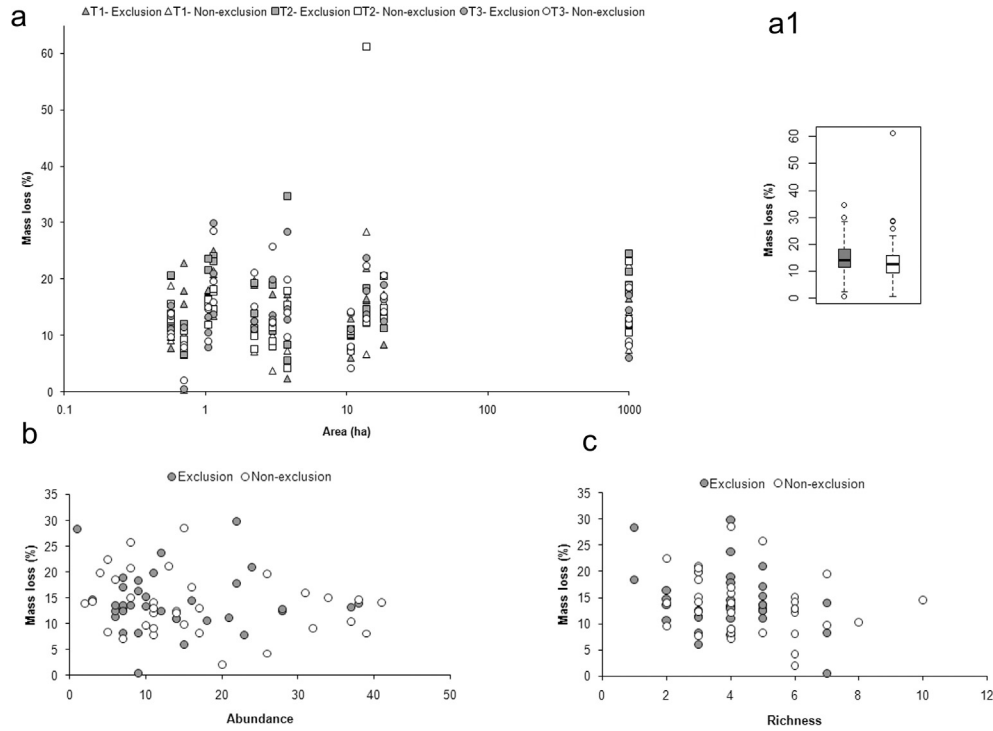 a
T1- Exclusion T1- Non-exclusion T2- Exclusion T2- Non-exclusion T3- Exclusion T3- Non-exclusion
60
50
40
30
20
10
0
Mass loss (%)
0.1 1 10 100 1000
Area (ha)
a1
60
50
40
30
20
10
0
Mass loss (%)
b
Exclusion Non-exclusion
35
30
25
20
15
10
5
0
Mass loss (%)
0 10 20 30 40 50
Abundance
c
Exclusion Non-exclusion
35
30
25
20
15
10
5
0
Mass loss (%)
0 2 4 6 8 10 12
Richness